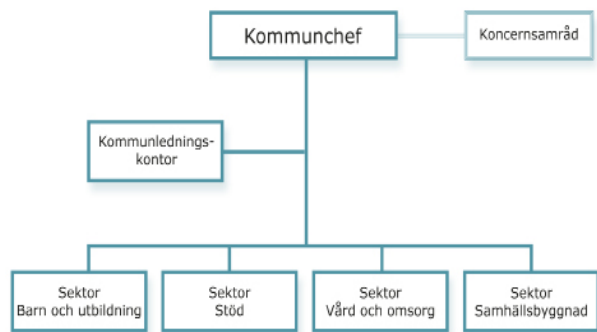 Kommunchef
Koncernsamråd
Kommunlednings-
kontor
Sektor
Barn och utbildning
Sektor
Stöd
Sektor
Vård och omsorg
Sektor
Samhällsbyggnad